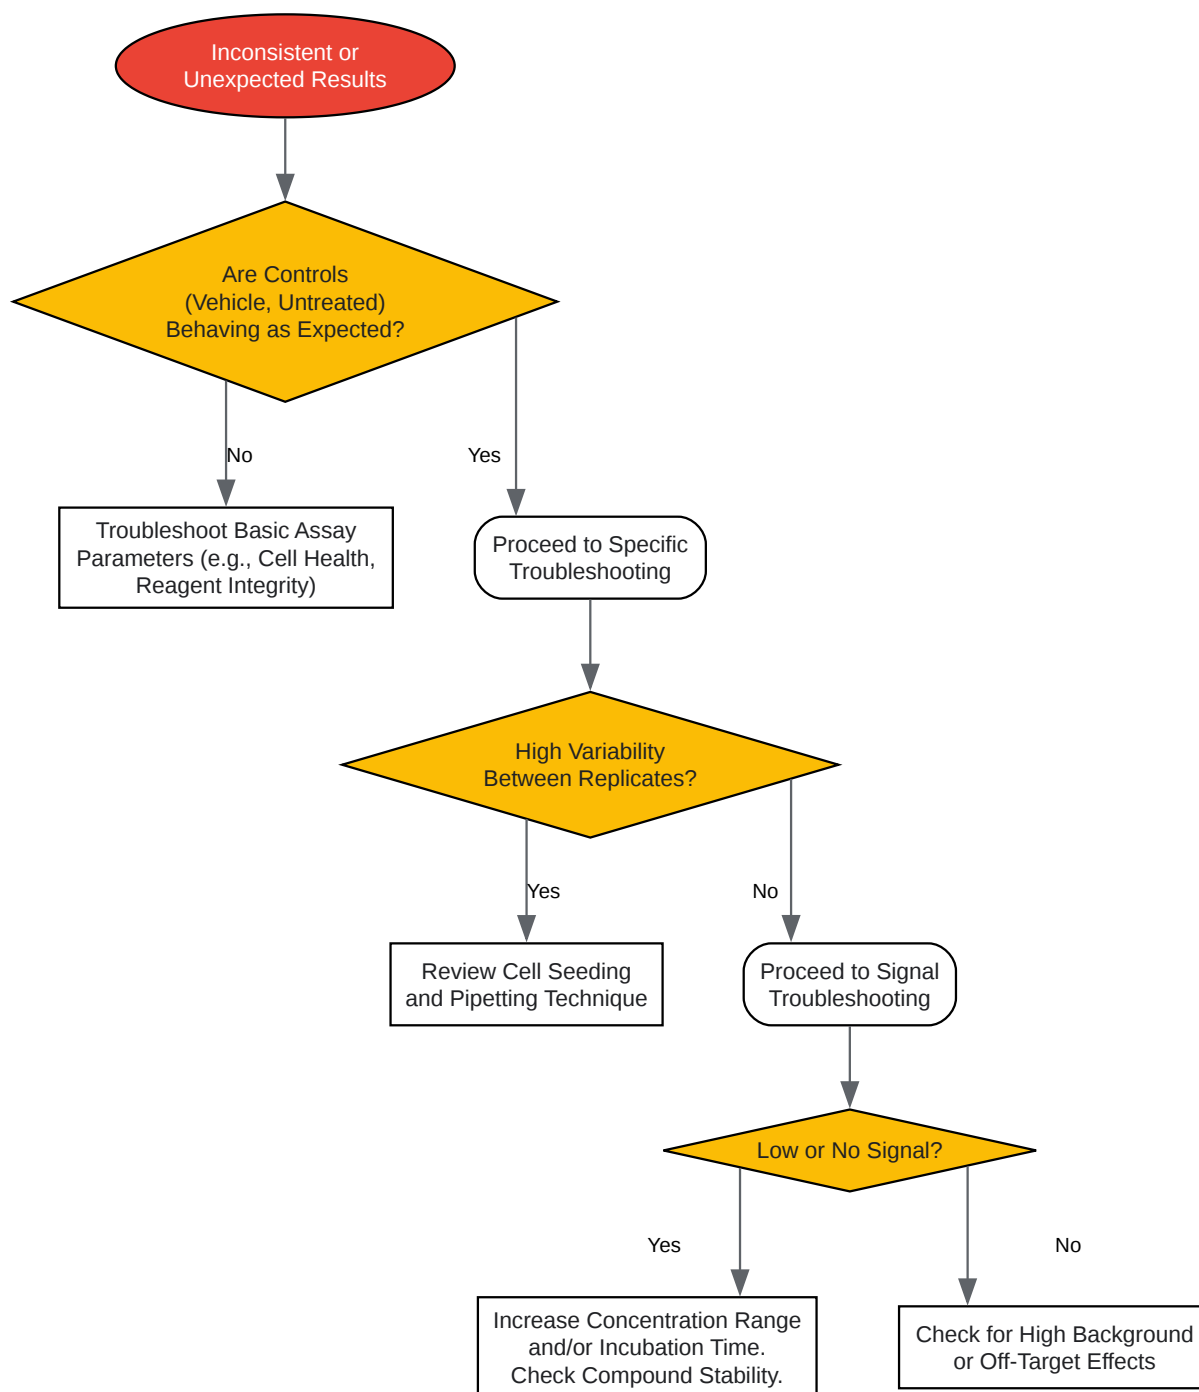 Inconsistent or
Unexpected Results
Are Controls
(Vehicle, Untreated)
Behaving as Expected?
No
Yes
Troubleshoot Basic Assay
Parameters (e.g., Cell Health,
Reagent Integrity)
Proceed to Specific
Troubleshooting
High Variability
Between Replicates?
Yes
No
Review Cell Seeding
and Pipetting Technique
Proceed to Signal
Troubleshooting
Low or No Signal?
Yes
No
Increase Concentration Range
and/or Incubation Time.
Check Compound Stability.
Check for High Background
or Off-Target Effects